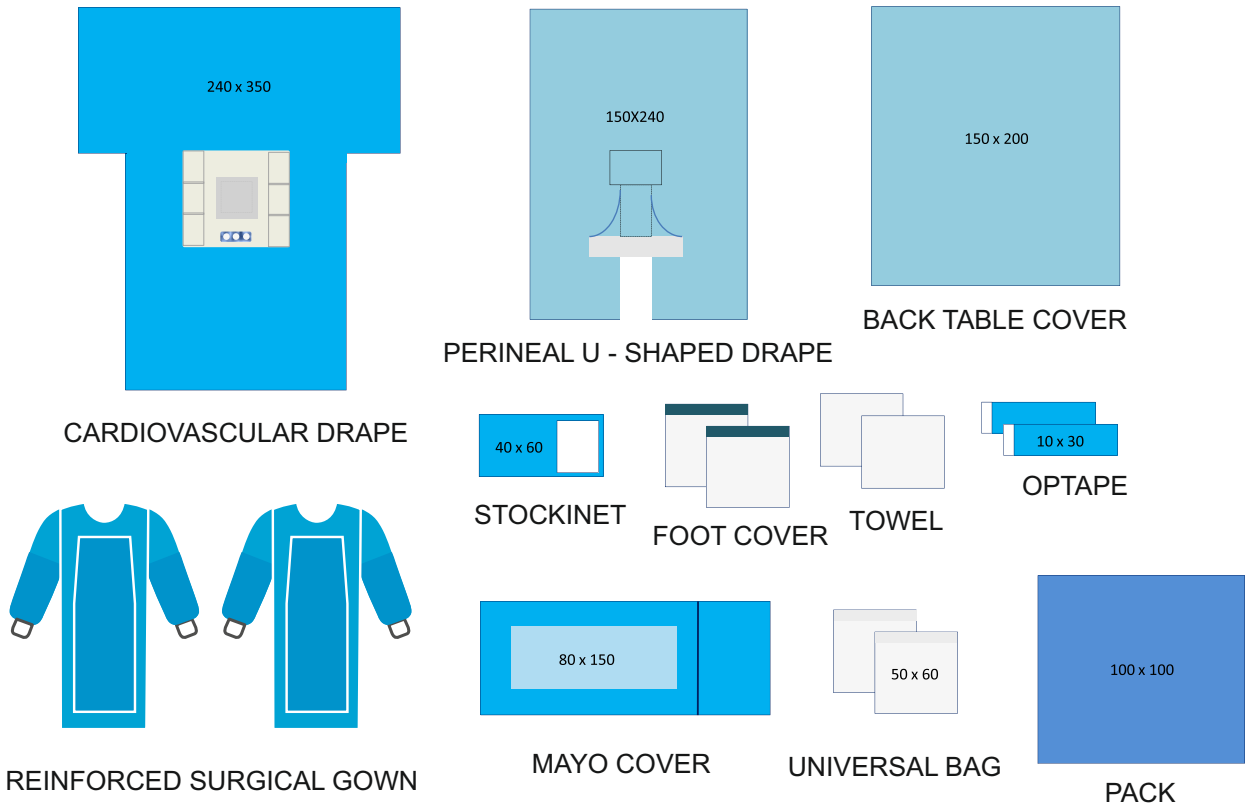 240 x 350
CARDIOVASCULAR DRAPE
150X240
PERINEAL U - SHAPED DRAPE
150 x 200
BACK TABLE COVER
40 x 60
STOCKINET
FOOT COVER
TOWEL
10 x 30
OPTAPE
REINFORCED SURGICAL GOWN
80 x 150
MAYO COVER
50 x 60
UNIVERSAL BAG
100 x 100
PACK